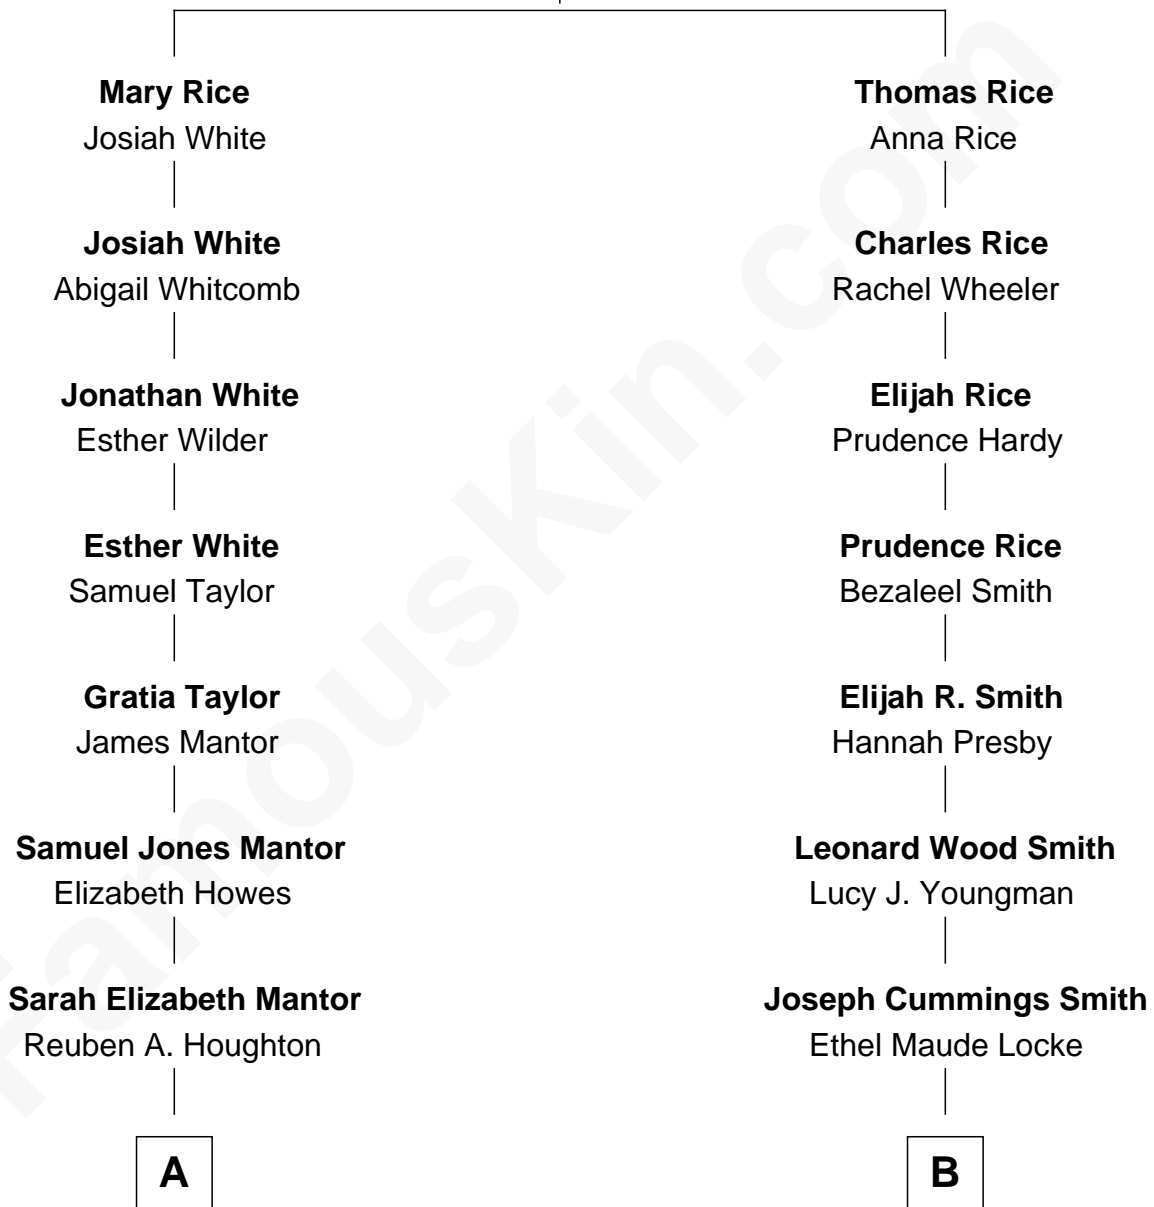 Mary Rice
Josiah White
Josiah White
Abigail Whitcomb
Jonathan White
Esther Wilder
Esther White
Samuel Taylor
Gratia Taylor
James Mantor
Samuel Jones Mantor
Elizabeth Howes
Sarah Elizabeth Mantor
Reuben A. Houghton
A
Thomas Rice
Anna Rice
Charles Rice
Rachel Wheeler
Elijah Rice
Prudence Hardy
Prudence Rice
Bezaleel Smith
Elijah R. Smith
Hannah Presby
Leonard Wood Smith
Lucy J. Youngman
Joseph Cummings Smith
Ethel Maude Locke
B
FamousKin.com